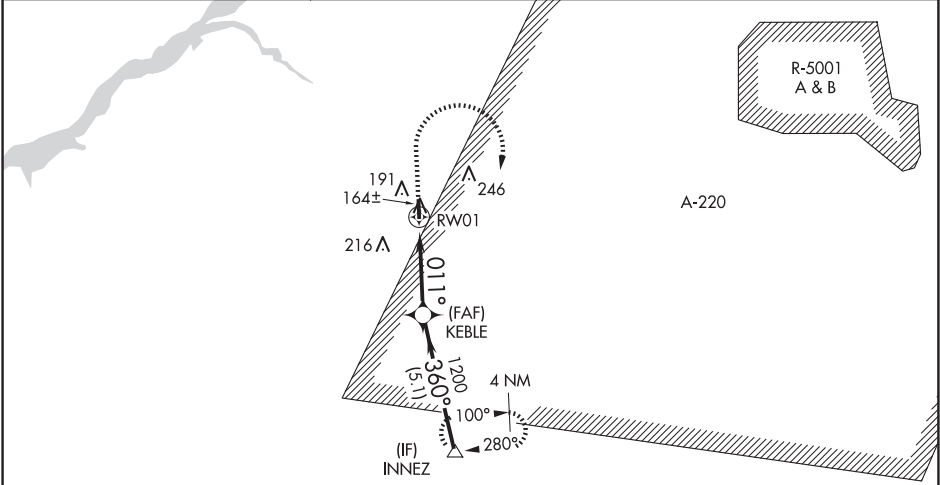 R-5001
A & B
A-220
191
164±
246
RW01
216
011°
(FAF)
KEBLE
1200
360°
(5.1)
4 NM
100°
280°
(IF)
INNEZ